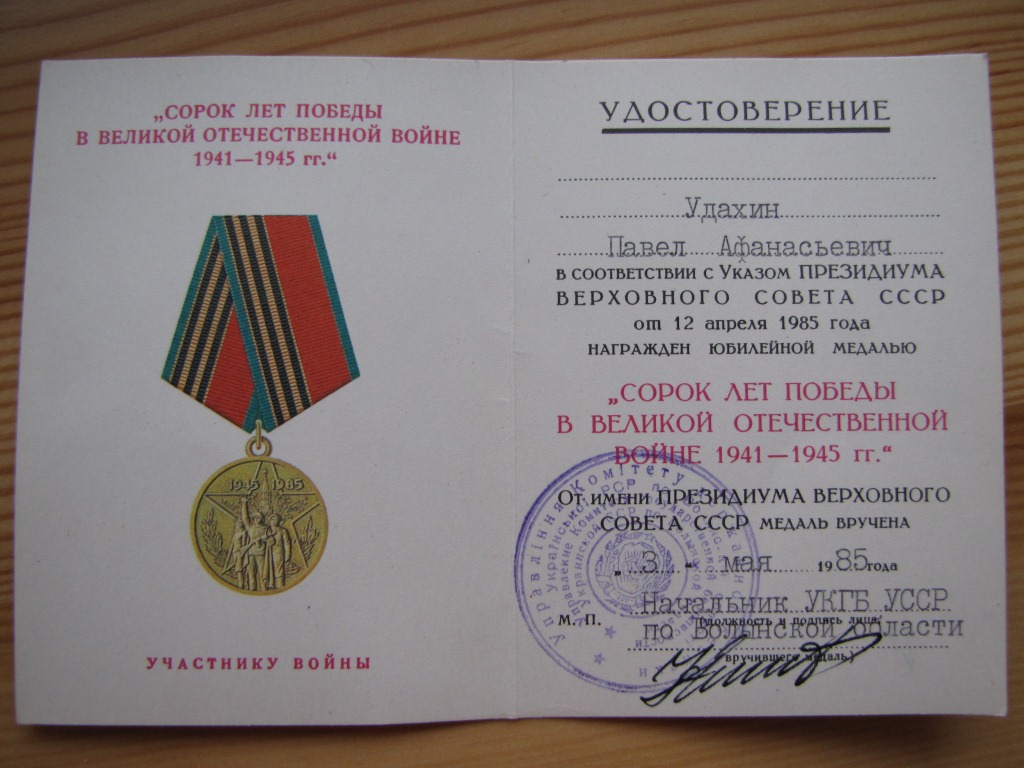 „СОРОК ЛЕТ ПОБЕДЫ
В ВЕЛИКОЙ ОТЕЧЕСТВЕННОЙ ВОЙНЕ
1941—1945 гг.“
1945 1985
УЧАСТНИКУ ВОЙНЫ
УДОСТОВЕРЕНИЕ
Удахин
Павел Афанасьевич
в соответствии с Указом ПРЕЗИДИУМА
ВЕРХОВНОГО СОВЕТА СССР
от 12 апреля 1985 года
НАГРАЖДЕН ЮБИЛЕЙНОЙ МЕДАЛЬЮ
„СОРОК ЛЕТ ПОБЕДЫ
В ВЕЛИКОЙ ОТЕЧЕСТВЕННОЙ
ВОЙНЕ 1941—1945 гг.“
От имени ПРЕЗИДИУМА ВЕРХОВНОГО
СОВЕТА СССР МЕДАЛЬ ВРУЧЕНА
„ 3 “ мая 1985 года
Начальник УКГБ УССР
М. П. (должность и подпись лица,
по Волынской области
вручившего медаль)
Управління Комітету